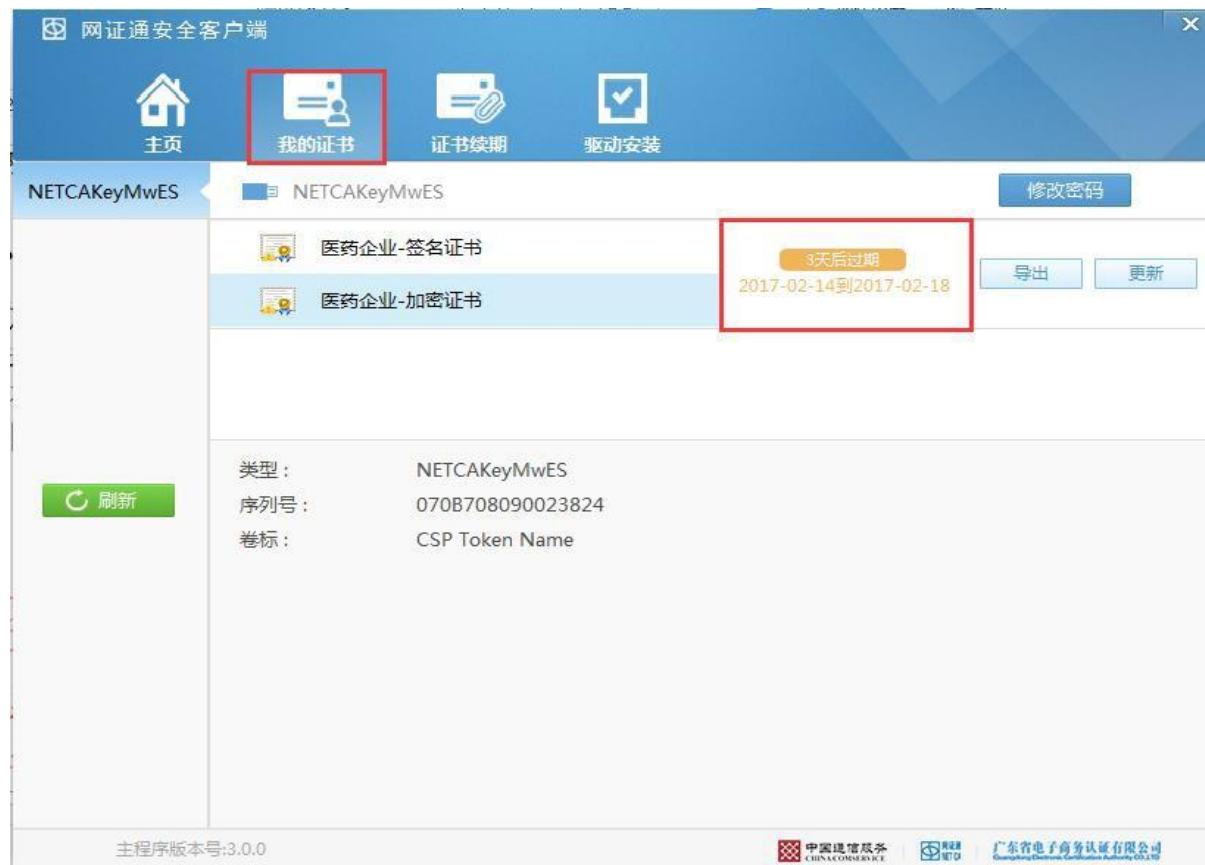 网证通安全客户端
主页
我的证书
证书续期
驱动安装
NETCAKeyMwES
NETCAKeyMwES
修改密码
医药企业-签名证书
医药企业-加密证书
3天后过期
2017-02-14到2017-02-18
导出
更新
刷新
类型：
NETCAKeyMwES
序列号：
070B708090023824
卷标：
CSP Token Name
主程序版本号:3.0.0
中国通信服务
CHINA COMSERVICE
广东省电子商务认证有限公司